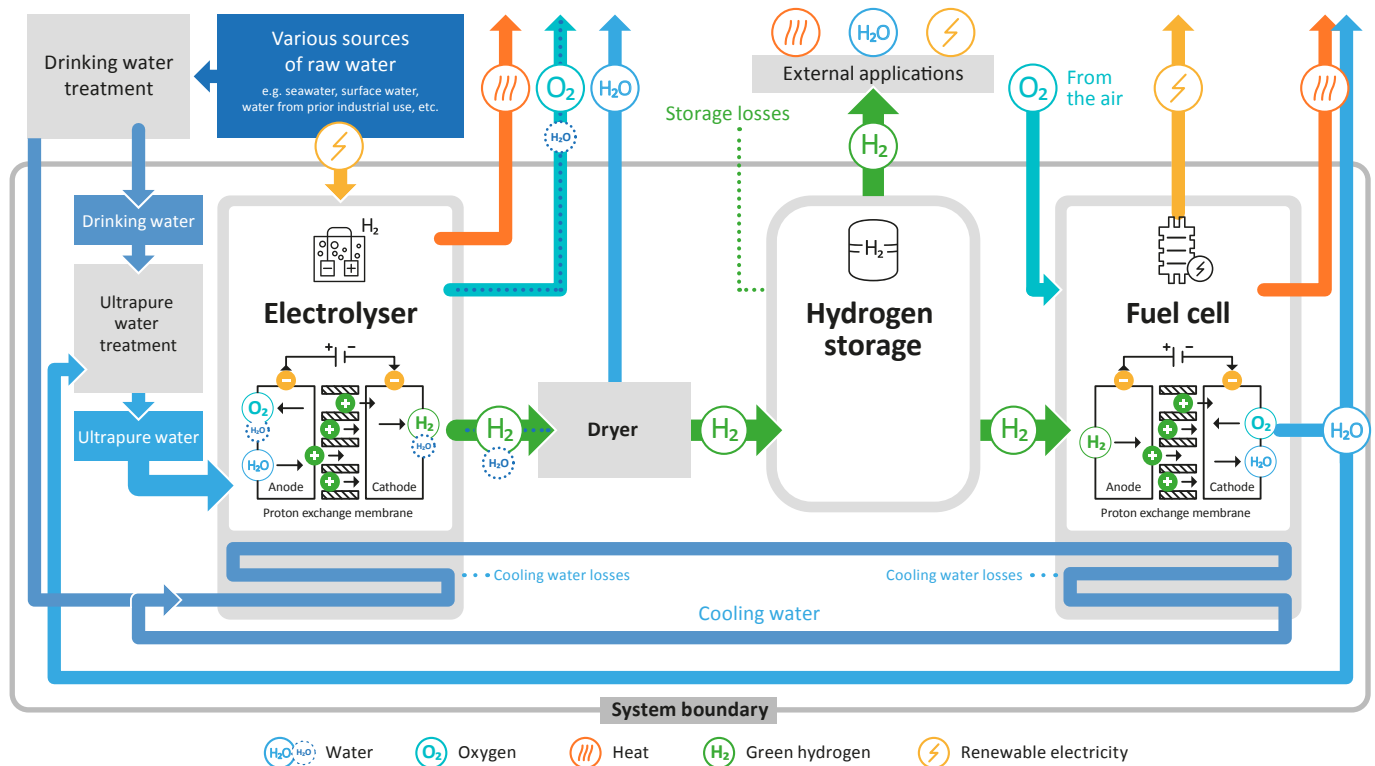 Drinking water
treatment
Various sources
of raw water
e.g. seawater, surface water,
water from prior industrial use, etc.
O₂
H₂O
H₂O
H₂O
External applications
Storage losses
H₂
O₂
From
the air
Drinking water
Ultrapure
water
treatment
Ultrapure water
H₂
Electrolyser
+ −
− −
O₂
H₂O
H₂O
+
+
+
+
+
H₂
H₂O
Anode
Cathode
Proton exchange membrane
H₂
H₂O
Dryer
H₂
H₂
Hydrogen
storage
H₂
Fuel cell
+ −
− −
H₂
+
+
+
+
+
O₂
H₂O
Anode
Cathode
Proton exchange membrane
H₂O
Cooling water losses
Cooling water losses
Cooling water
System boundary
H₂O H₂O Water
O₂ Oxygen
Heat
H₂ Green hydrogen
Renewable electricity